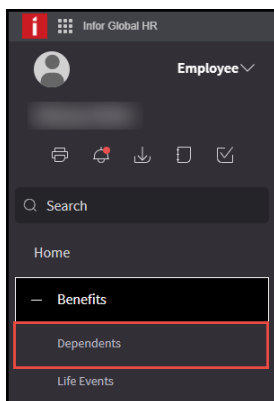 i Infor Global HR
Employee
Search
Home
Benefits
Dependents
Life Events